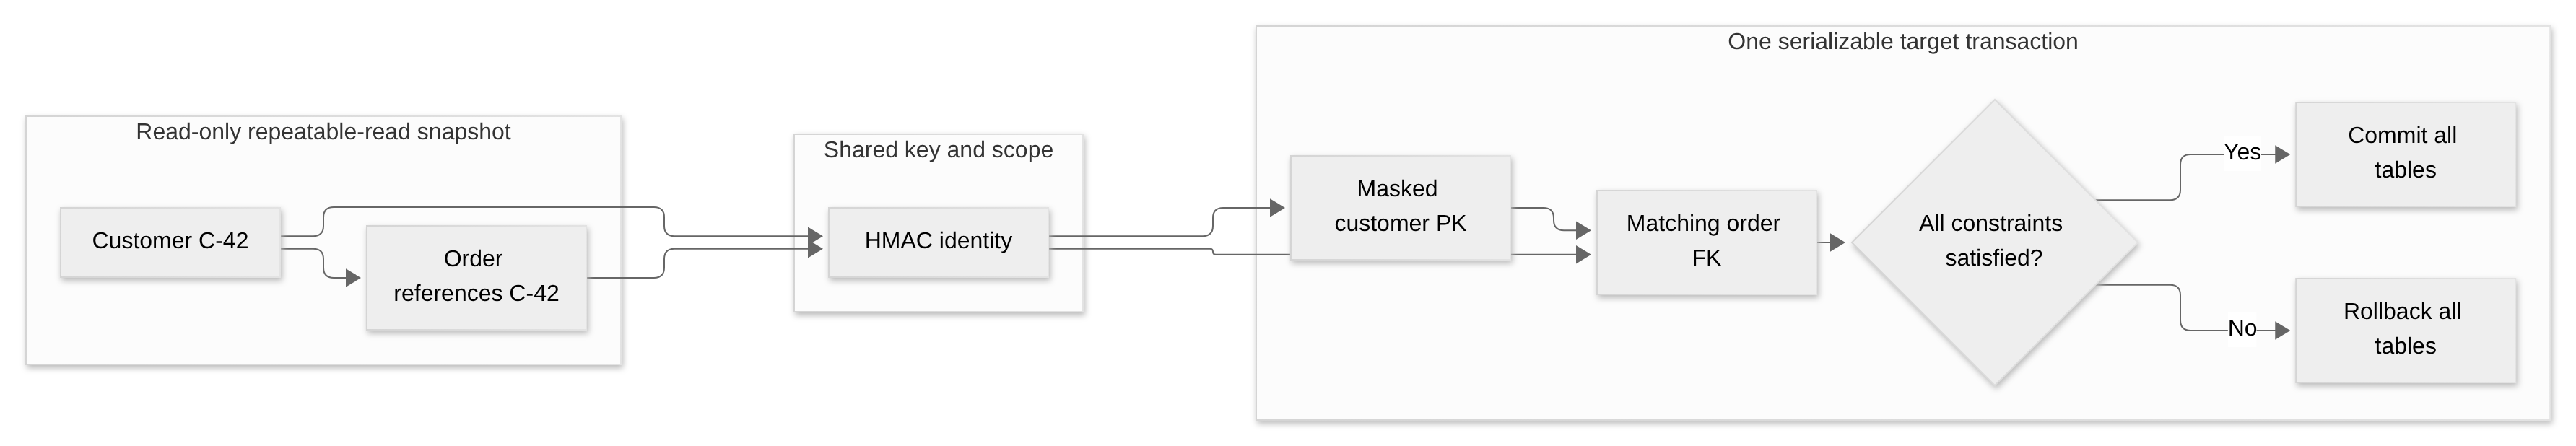 One serializable target transaction
Read-only repeatable-read snapshot
Shared key and scope
Customer C-42
Order
references C-42
HMAC identity
Masked
customer PK
Matching order
FK
All constraints
satisfied?
Yes
Commit all
tables
No
Rollback all
tables